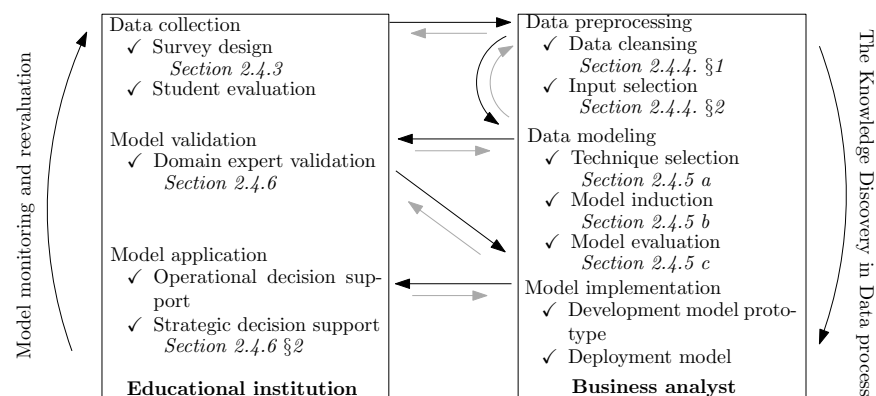 Model monitoring and reevaluation
Data collection
✓ Survey design
Section 2.4.3
✓ Student evaluation
Model validation
✓ Domain expert validation
Section 2.4.6
Model application
✓ Operational decision sup-
port
✓ Strategic decision support
Section 2.4.6 §2
Educational institution
Data preprocessing
✓ Data cleansing
Section 2.4.4. §1
✓ Input selection
Section 2.4.4. §2
Data modeling
✓ Technique selection
Section 2.4.5 a
✓ Model induction
Section 2.4.5 b
✓ Model evaluation
Section 2.4.5 c
Model implementation
✓ Development model proto-
type
✓ Deployment model
Business analyst
The Knowledge Discovery in Data process